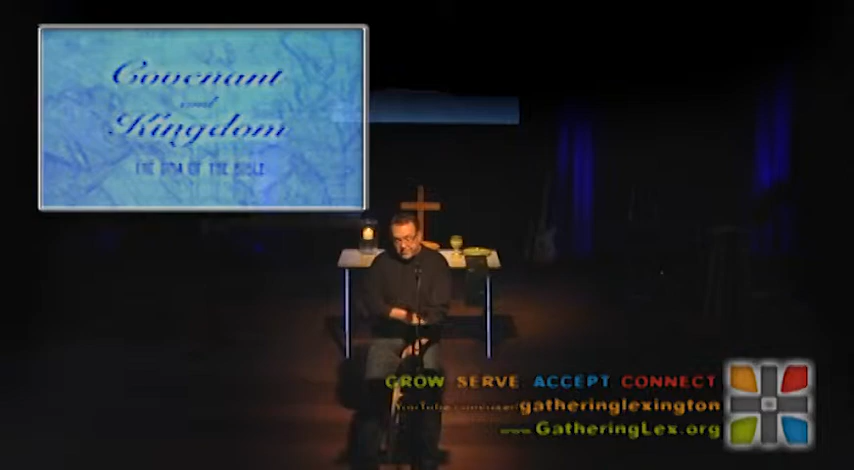 Covenant
and
Kingdom
THE DNA OF THE BIBLE
GROW SERVE ACCEPT CONNECT
gatheringlexington
www.GatheringLex.org